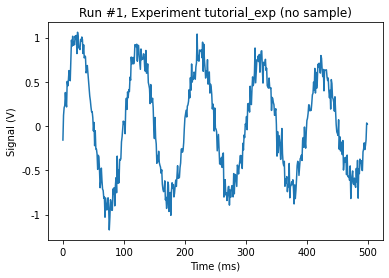 Run #1, Experiment tutorial_exp (no sample)
1
0.5
0
-0.5
-1
Signal (V)
0 100 200 300 400 500
Time (ms)